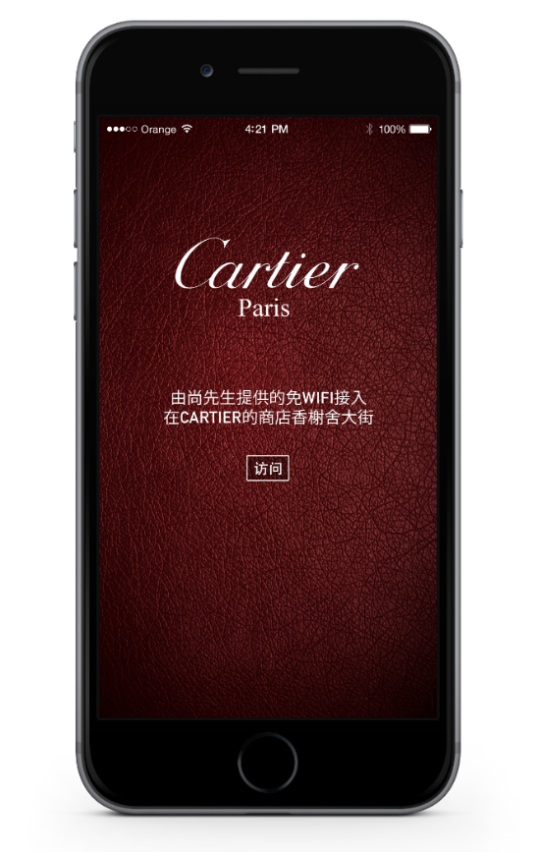 Orange 4:21 PM 100%
Cartier
Paris
由尚先生提供的免WIFI接入
在CARTIER的商店香榭舍大街
访问